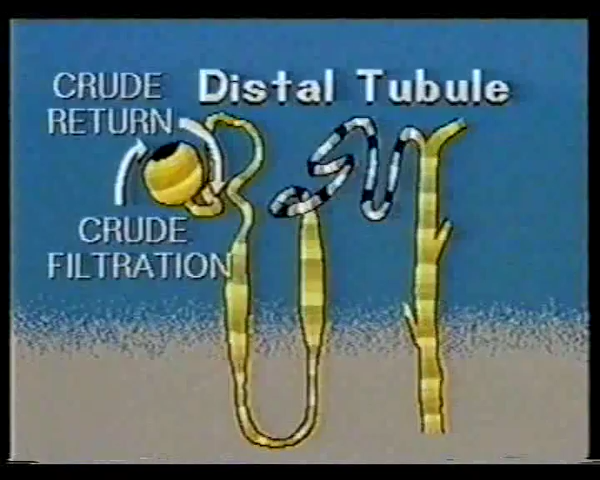 Distal Tubule
CRUDE
RETURN
CRUDE
FILTRATION